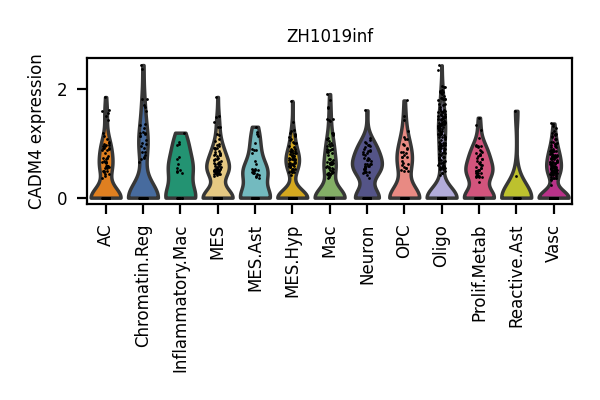 ZH1019inf
CADM4 expression
2
0
AC
Chromatin.Reg
Inflammatory.Mac
MES
MES.Ast
MES.Hyp
Mac
Neuron
OPC
Oligo
Prolif.Metab
Reactive.Ast
Vasc